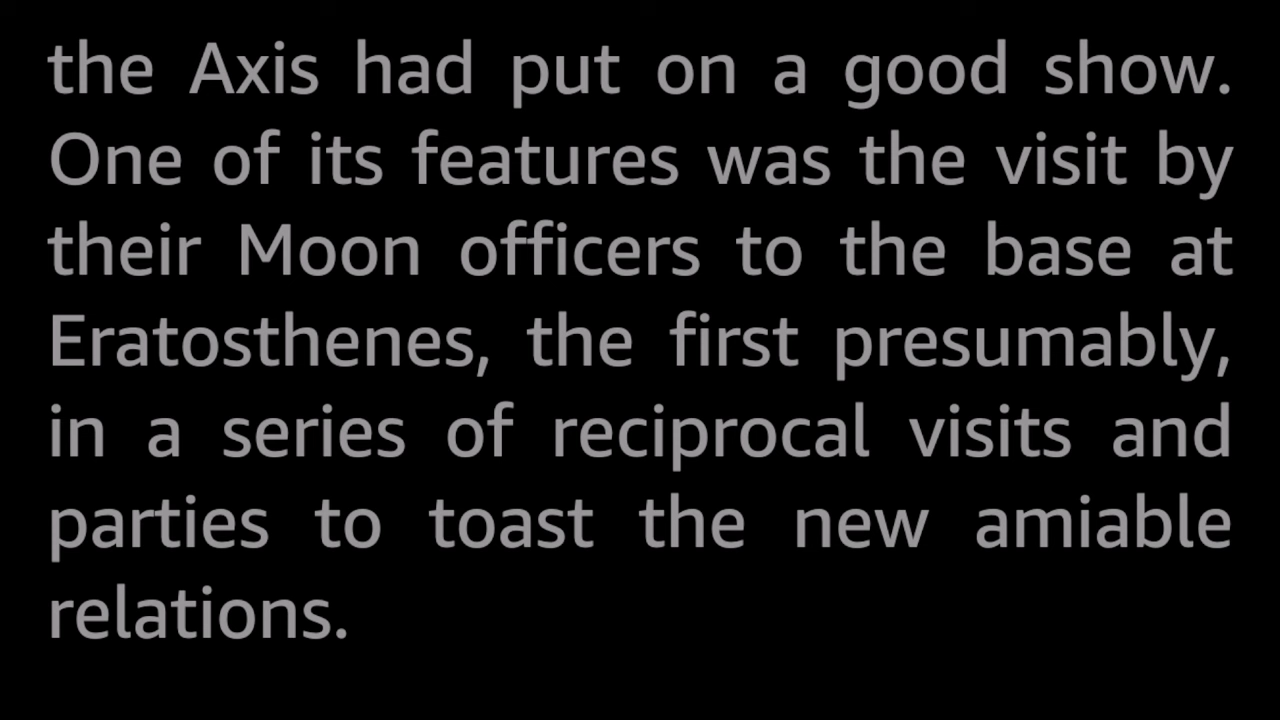 the Axis had put on a good show.
One of its features was the visit by
their Moon officers to the base at
Eratosthenes, the first presumably,
in a series of reciprocal visits and
parties to toast the new amiable
relations.